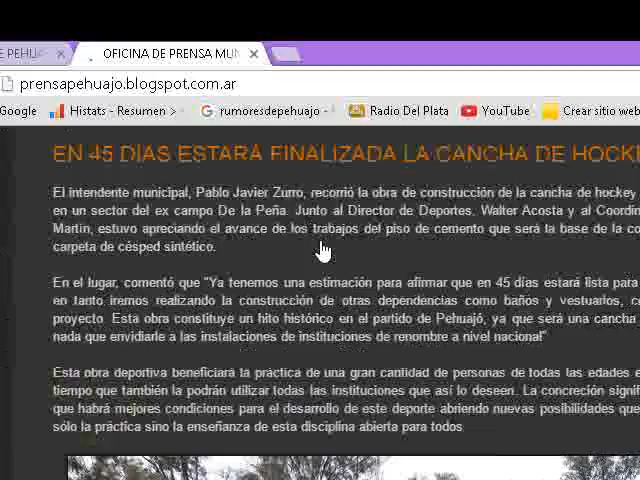 E PEHUA
OFICINA DE PRENSA MUN
prensapehuajo.blogspot.com.ar
Google Histats - Resumen > rumoresdepehuajo - Radio Del Plata YouTube Crear sitio web
EN 45 DIAS ESTARA FINALIZADA LA CANCHA DE HOCK
El intendente municipal, Pablo Javier Zurro, recorrió la obra de construcción de la cancha de hockey
en un sector del ex campo De la Peña. Junto al Director de Deportes, Walter Acosta y al Coordin
Martin, estuvo apreciando el avance de los trabajos del piso de cemento que será la base de la co
carpeta de césped sintético.
En el lugar, comentó que "Ya tenemos una estimación para afirmar que en 45 días estará lista para
en tanto iremos realizando la construcción de otras dependencias como baños y vestuarios, c
proyecto. Esta obra constituye un hito histórico en el partido de Pehuajó, ya que será una cancha
nada que envidiarle a las instalaciones de instituciones de renombre a nivel nacional"
Esta obra deportiva beneficiará la práctica de una gran cantidad de personas de todas las edades e
tiempo que también la podrán utilizar todas las instituciones que así lo deseen. La concreción signif
que habrá mejores condiciones para el desarrollo de este deporte abriendo nuevas posibilidades que
sólo la práctica sino la enseñanza de esta disciplina abierta para todos